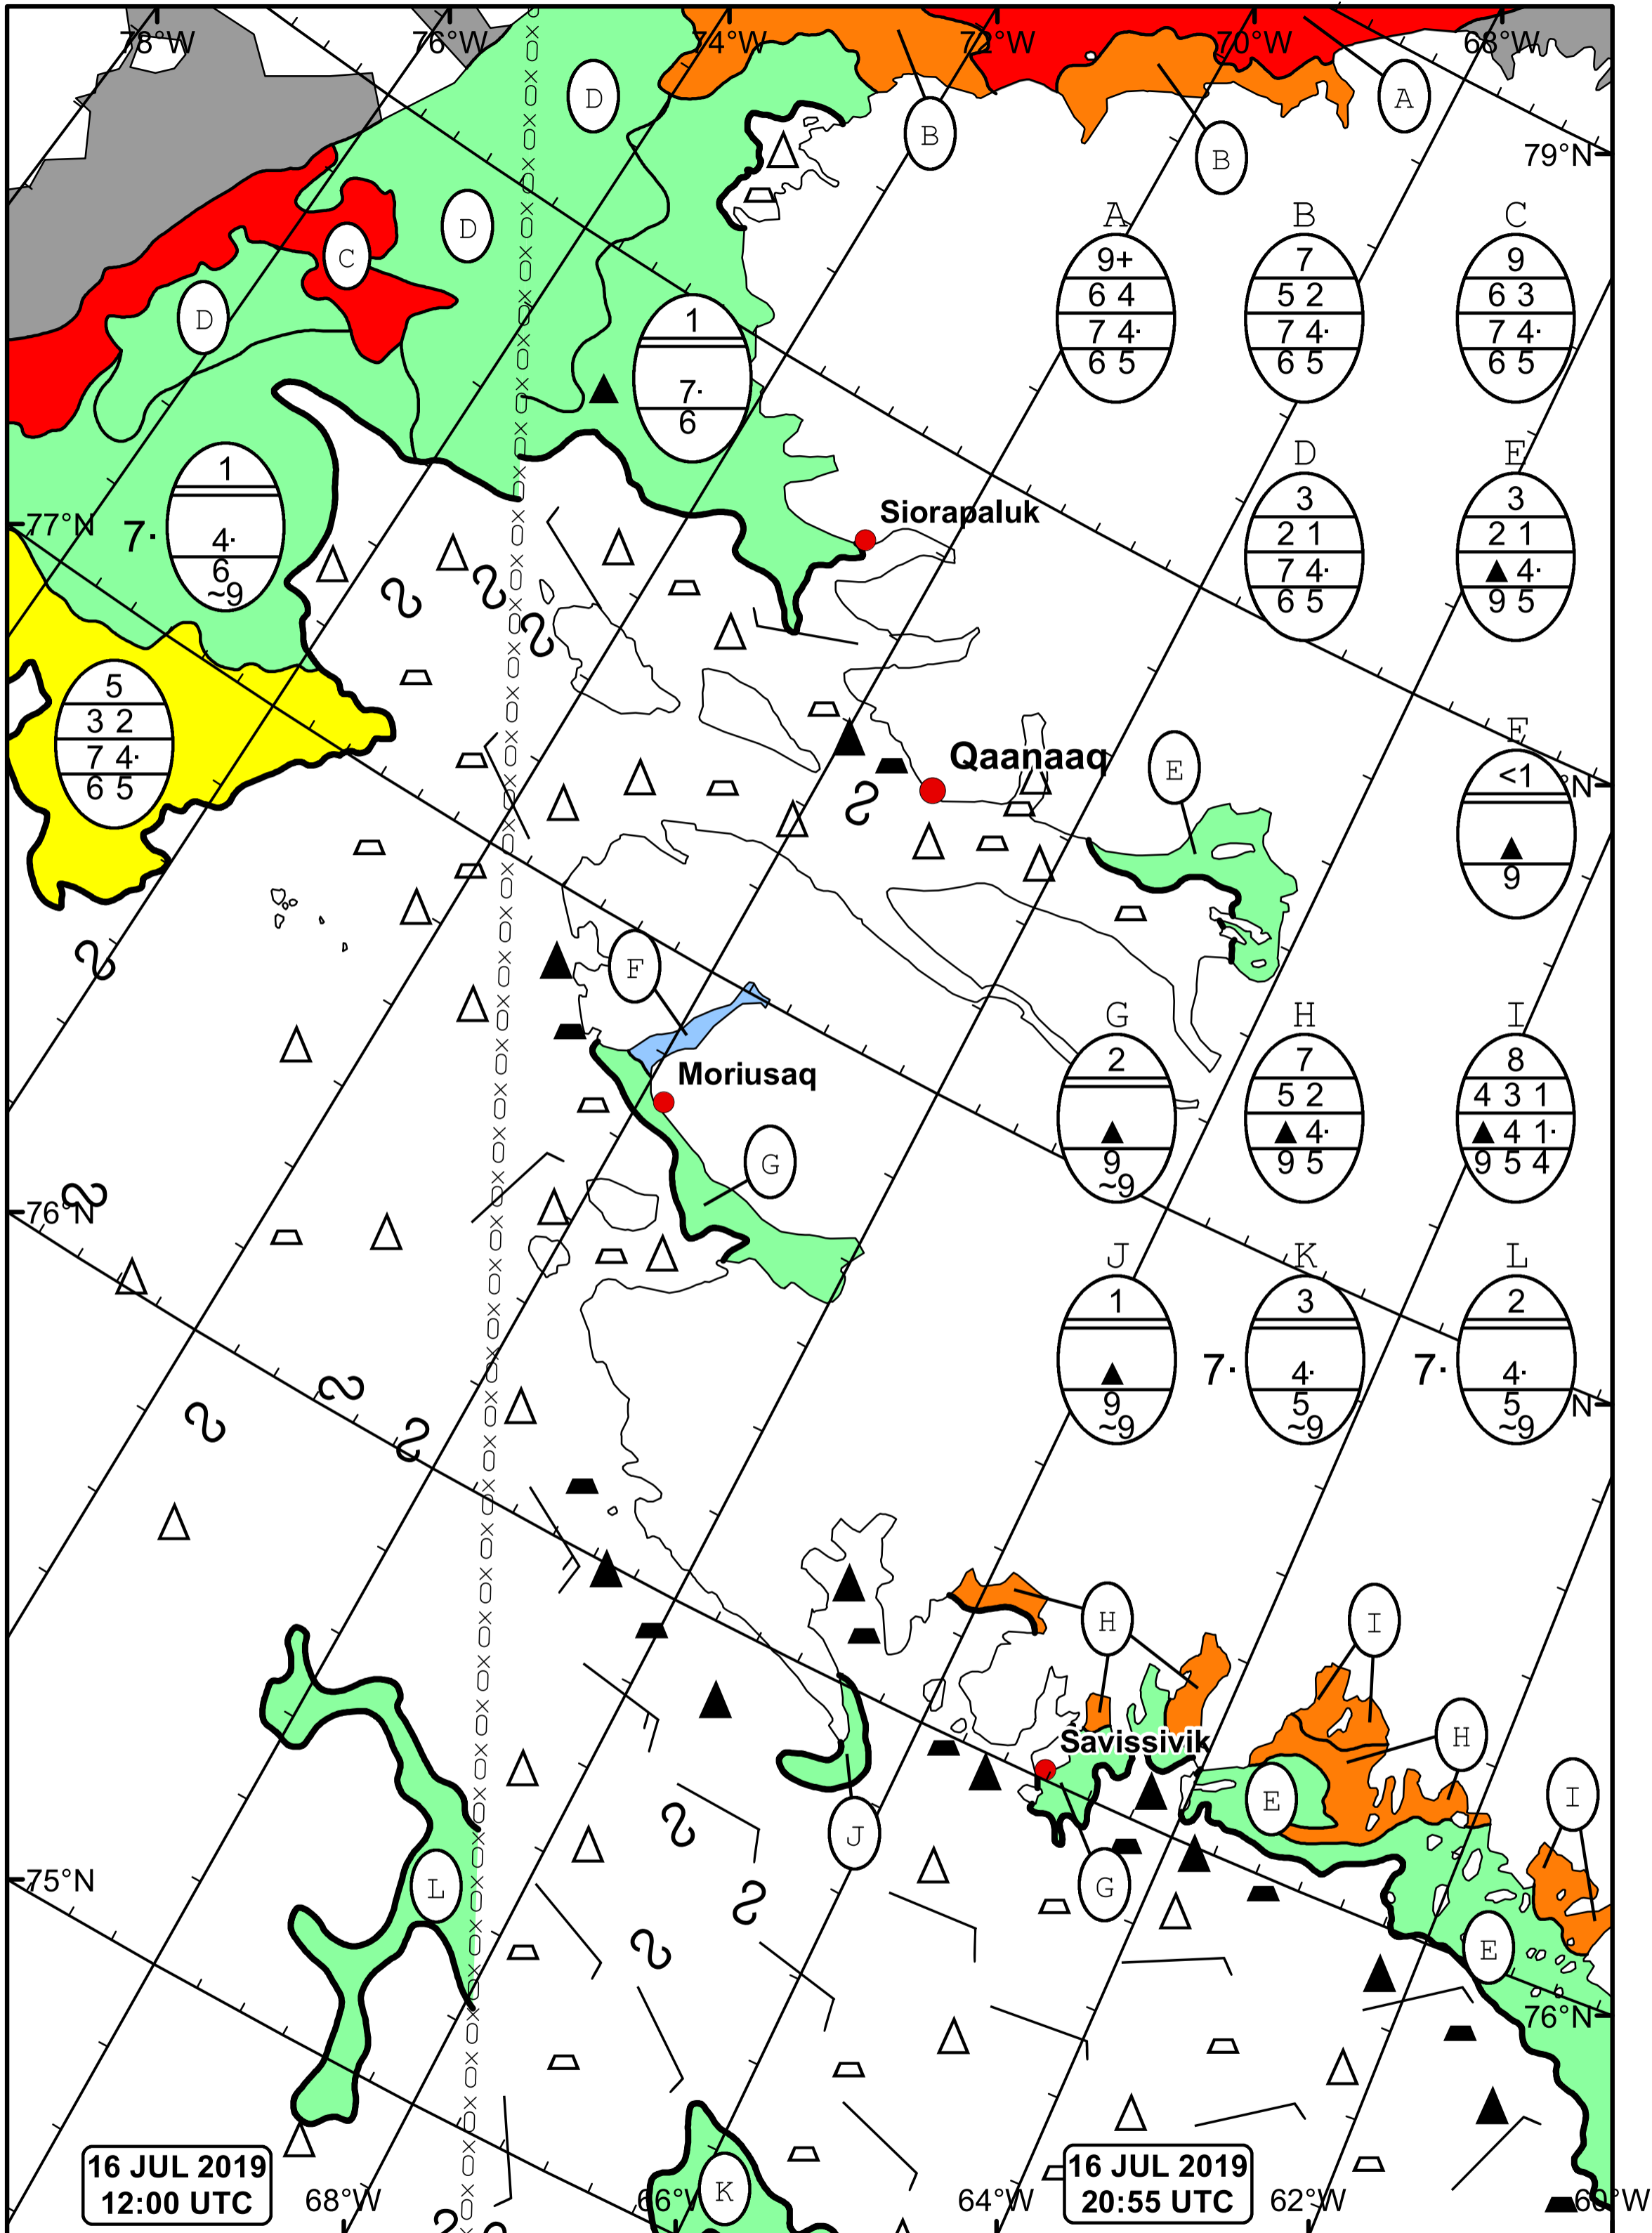 78°W 76°W 74°W 72°W 70°W 68°W
D B A
B
79°N
D
C
D
A B C
9+ 7 9
6 4 5 2 6 3
7 4· 7 4· 7 4·
6 5 6 5 6 5
1
7·
6
D E
3 3
2 1 2 1
7 4· ▲ 4·
6 5 9 5
1
7· 4·
6
~9
77°N
Siorapaluk
5
3 2
7 4·
6 5
Qaanaaq
E
F
<1
▲
9
N
F
Moriusaq
G
G H I
2 7 8
5 2 4 3 1
▲ ▲ 4· ▲ 4 1·
9 9 5 9 5 4
~9
76°N
J K L
1 3 2
▲ 7· 4· 7· 4·
9 5 5
~9 ~9 ~9
N
H I
H
Savissivik
E I
J
G
L
75°N
E
76°N
K
16 JUL 2019
12:00 UTC
16 JUL 2019
20:55 UTC
68°W 66°W 64°W 62°W 60°W